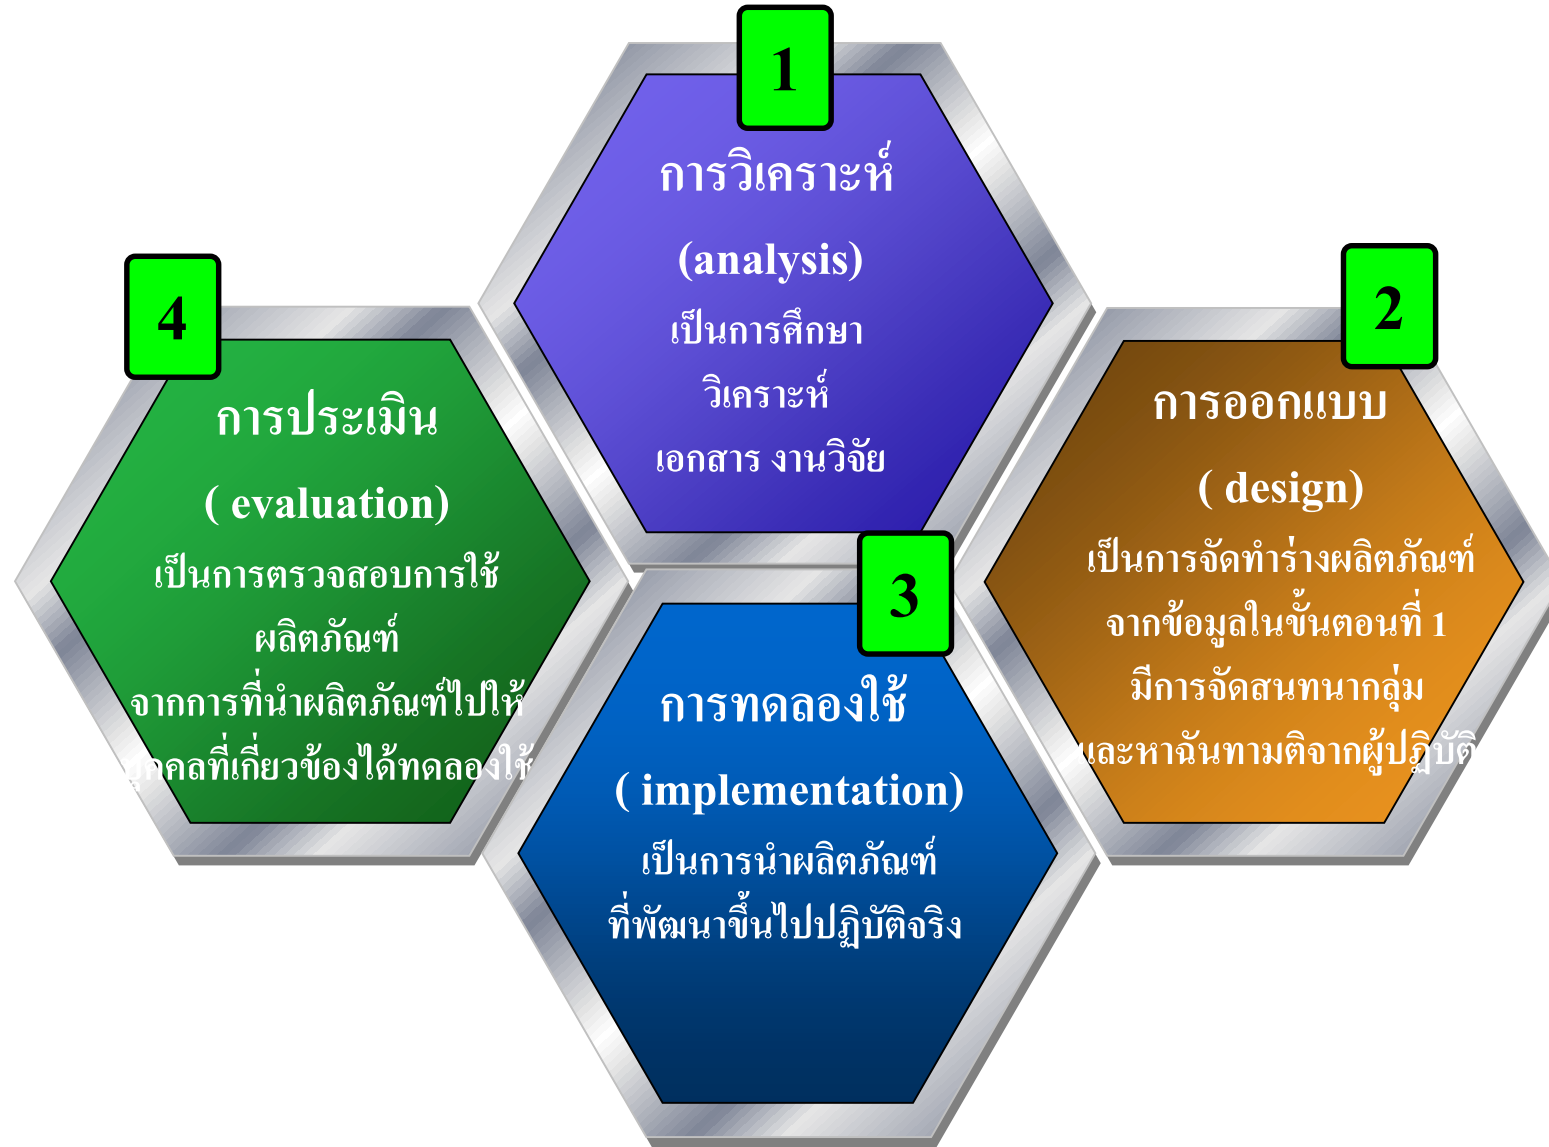 1
การวิเคราะห์
(analysis)
เป็นการศึกษา
วิเคราะห์
เอกสาร งานวิจัย
2
การออกแบบ
( design)
เป็นการจัดทำร่างผลิตภัณฑ์
จากข้อมูลในขั้นตอนที่ 1
มีการจัดสนทนากลุ่ม
และหาฉันทามติจากผู้ปฏิบัติ
3
การทดลองใช้
( implementation)
เป็นการนำผลิตภัณฑ์
ที่พัฒนาขึ้นไปปฏิบัติจริง
4
การประเมิน
( evaluation)
เป็นการตรวจสอบการใช้
ผลิตภัณฑ์
จากการที่นำผลิตภัณฑ์ไปให้
บุคคลที่เกี่ยวข้องได้ทดลองใช้